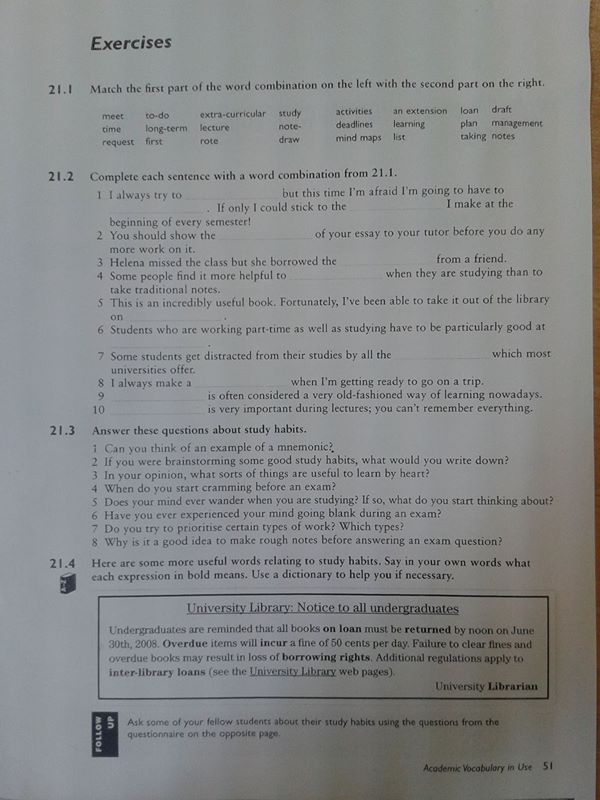 Exercises
21.1 Match the first part of the word combination on the left with the second part on the right.
meet to-do extra-curricular study activities an extension loan draft
time long-term lecture note- deadlines learning plan management
request first rote draw mind maps list taking notes
21.2 Complete each sentence with a word combination from 21.1.
1 I always try to but this time I'm afraid I'm going to have to
. If only I could stick to the I make at the
beginning of every semester!
2 You should show the of your essay to your tutor before you do any
more work on it.
3 Helena missed the class but she borrowed the from a friend.
4 Some people find it more helpful to when they are studying than to
take traditional notes.
5 This is an incredibly useful book. Fortunately, I've been able to take it out of the library
on .
6 Students who are working part-time as well as studying have to be particularly good at
.
7 Some students get distracted from their studies by all the which most
universities offer.
8 I always make a when I'm getting ready to go on a trip.
9 is often considered a very old-fashioned way of learning nowadays.
10 is very important during lectures; you can't remember everything.
21.3 Answer these questions about study habits.
1 Can you think of an example of a mnemonic?
2 If you were brainstorming some good study habits, what would you write down?
3 In your opinion, what sorts of things are useful to learn by heart?
4 When do you start cramming before an exam?
5 Does your mind ever wander when you are studying? If so, what do you start thinking about?
6 Have you ever experienced your mind going blank during an exam?
7 Do you try to prioritise certain types of work? Which types?
8 Why is it a good idea to make rough notes before answering an exam question?
21.4 Here are some more useful words relating to study habits. Say in your own words what
each expression in bold means. Use a dictionary to help you if necessary.
University Library: Notice to all undergraduates
Undergraduates are reminded that all books on loan must be returned by noon on June
30th, 2008. Overdue items will incur a fine of 50 cents per day. Failure to clear fines and
overdue books may result in loss of borrowing rights. Additional regulations apply to
inter-library loans (see the University Library web pages).
University Librarian
FOLLOW UP
Ask some of your fellow students about their study habits using the questions from the
questionnaire on the opposite page.
Academic Vocabulary in Use 51